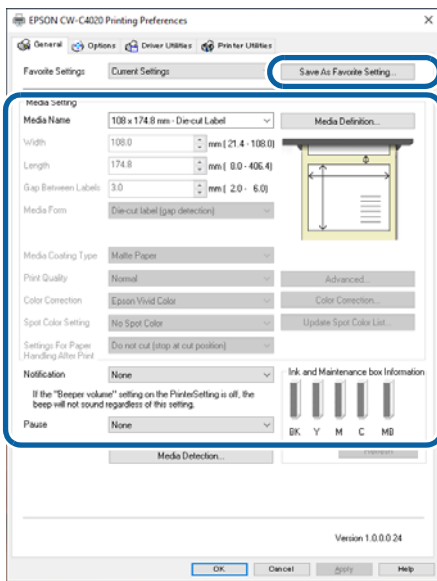 EPSON CW-C4020 Printing Preferences
General Options Driver Utilities Printer Utilities
Favorite Settings Current Settings Save As Favorite Setting...
Media Setting
Media Name 108 x 174.8 mm - Die-cut Label Media Definition...
Width 108.0 mm ( 21.4 - 108.0)
Length 174.8 mm ( 8.0 - 406.4)
Gap Between Labels 3.0 mm ( 2.0 - 6.0)
Media Form Die-cut label (gap detection)
Media Coating Type Matte Paper
Print Quality Normal Advanced...
Color Correction Epson Vivid Color Color Correction...
Spot Color Setting No Spot Color Update Spot Color List...
Settings For Paper Handling After Print Do not cut (stop at cut position)
Notification None Ink and Maintenance box Information
If the "Beeper volume" setting on the PrinterSetting is off, the
beep will not sound regardless of this setting.
Pause None BK Y M C MB
Media Detection... Refresh
Version 1.0.0.0 24
OK Cancel Apply Help